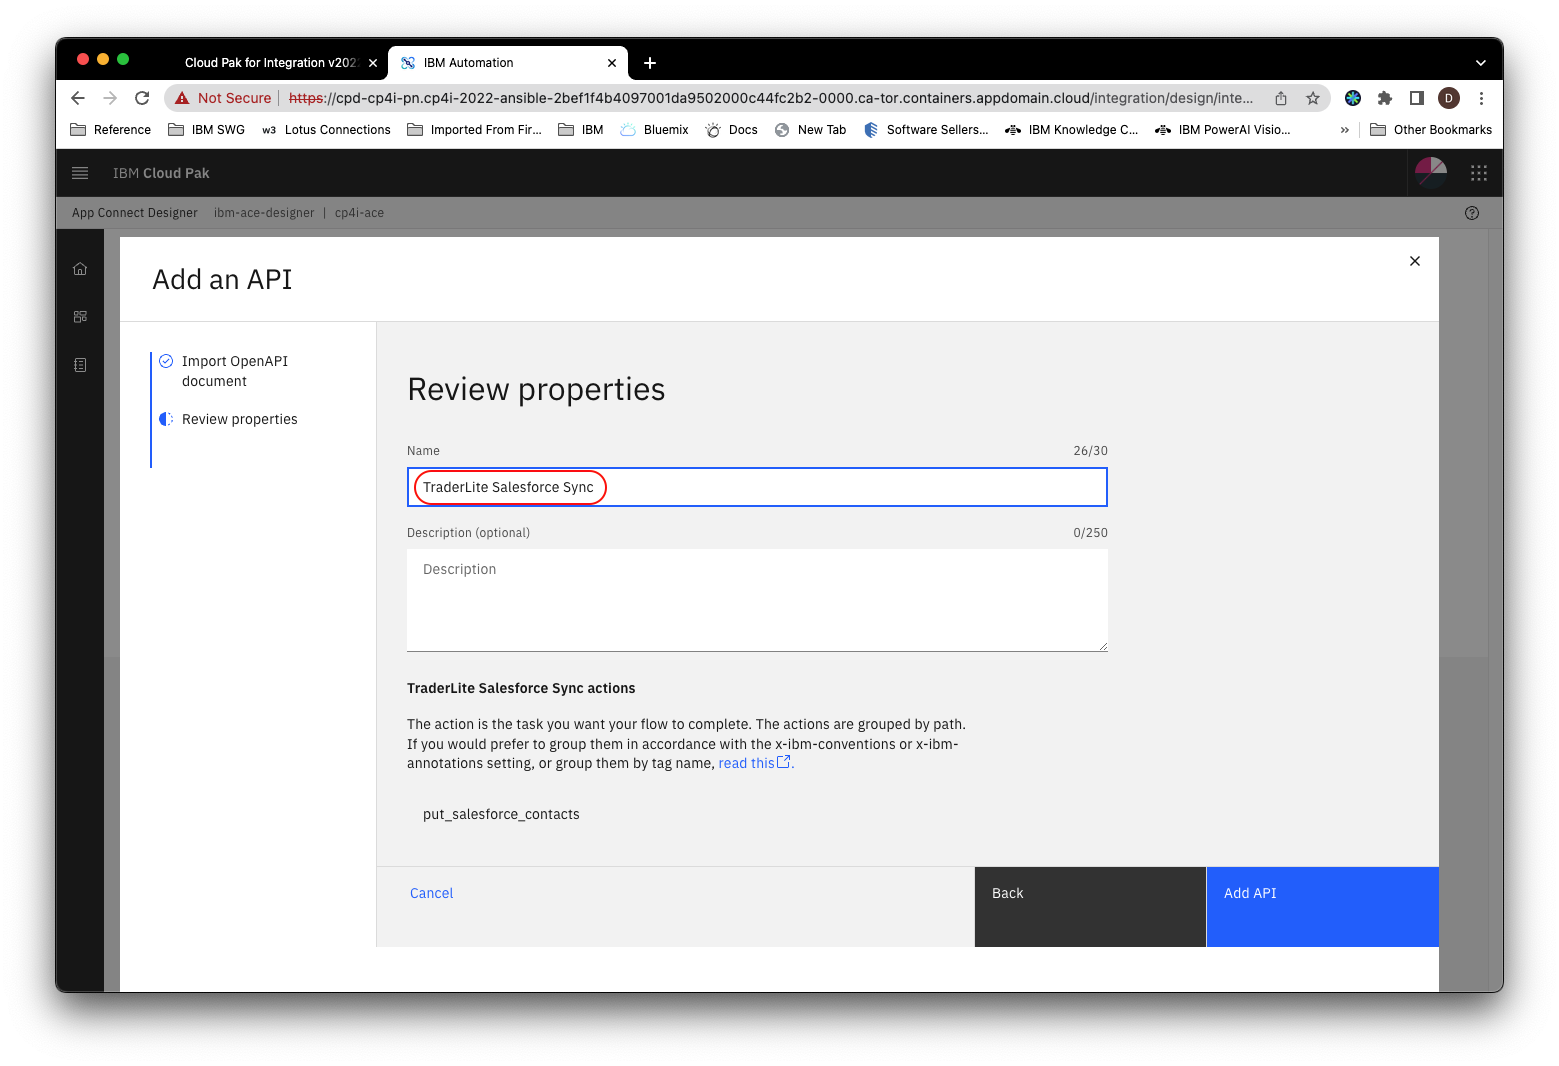 Cloud Pak for Integration v202
IBM Automation
Not Secure
https://cpd-cp4i-pn.cp4i-2022-ansible-2bef1f4b4097001da9502000c44fc2b2-0000.ca-tor.containers.appdomain.cloud/integration/design/inte...
D
Reference
IBM SWG
w3 Lotus Connections
Imported From Fir...
IBM
Bluemix
Docs
New Tab
Software Sellers...
IBM Knowledge C...
IBM PowerAI Visio...
»
Other Bookmarks
IBM Cloud Pak
App Connect Designer ibm-ace-designer | cp4i-ace
Add an API
Import OpenAPI
document
Review properties
Review properties
Name 26/30
TraderLite Salesforce Sync
Description (optional) 0/250
Description
TraderLite Salesforce Sync actions
The action is the task you want your flow to complete. The actions are grouped by path.
If you would prefer to group them in accordance with the x-ibm-conventions or x-ibm-
annotations setting, or group them by tag name, read this.
put_salesforce_contacts
Cancel
Back
Add API